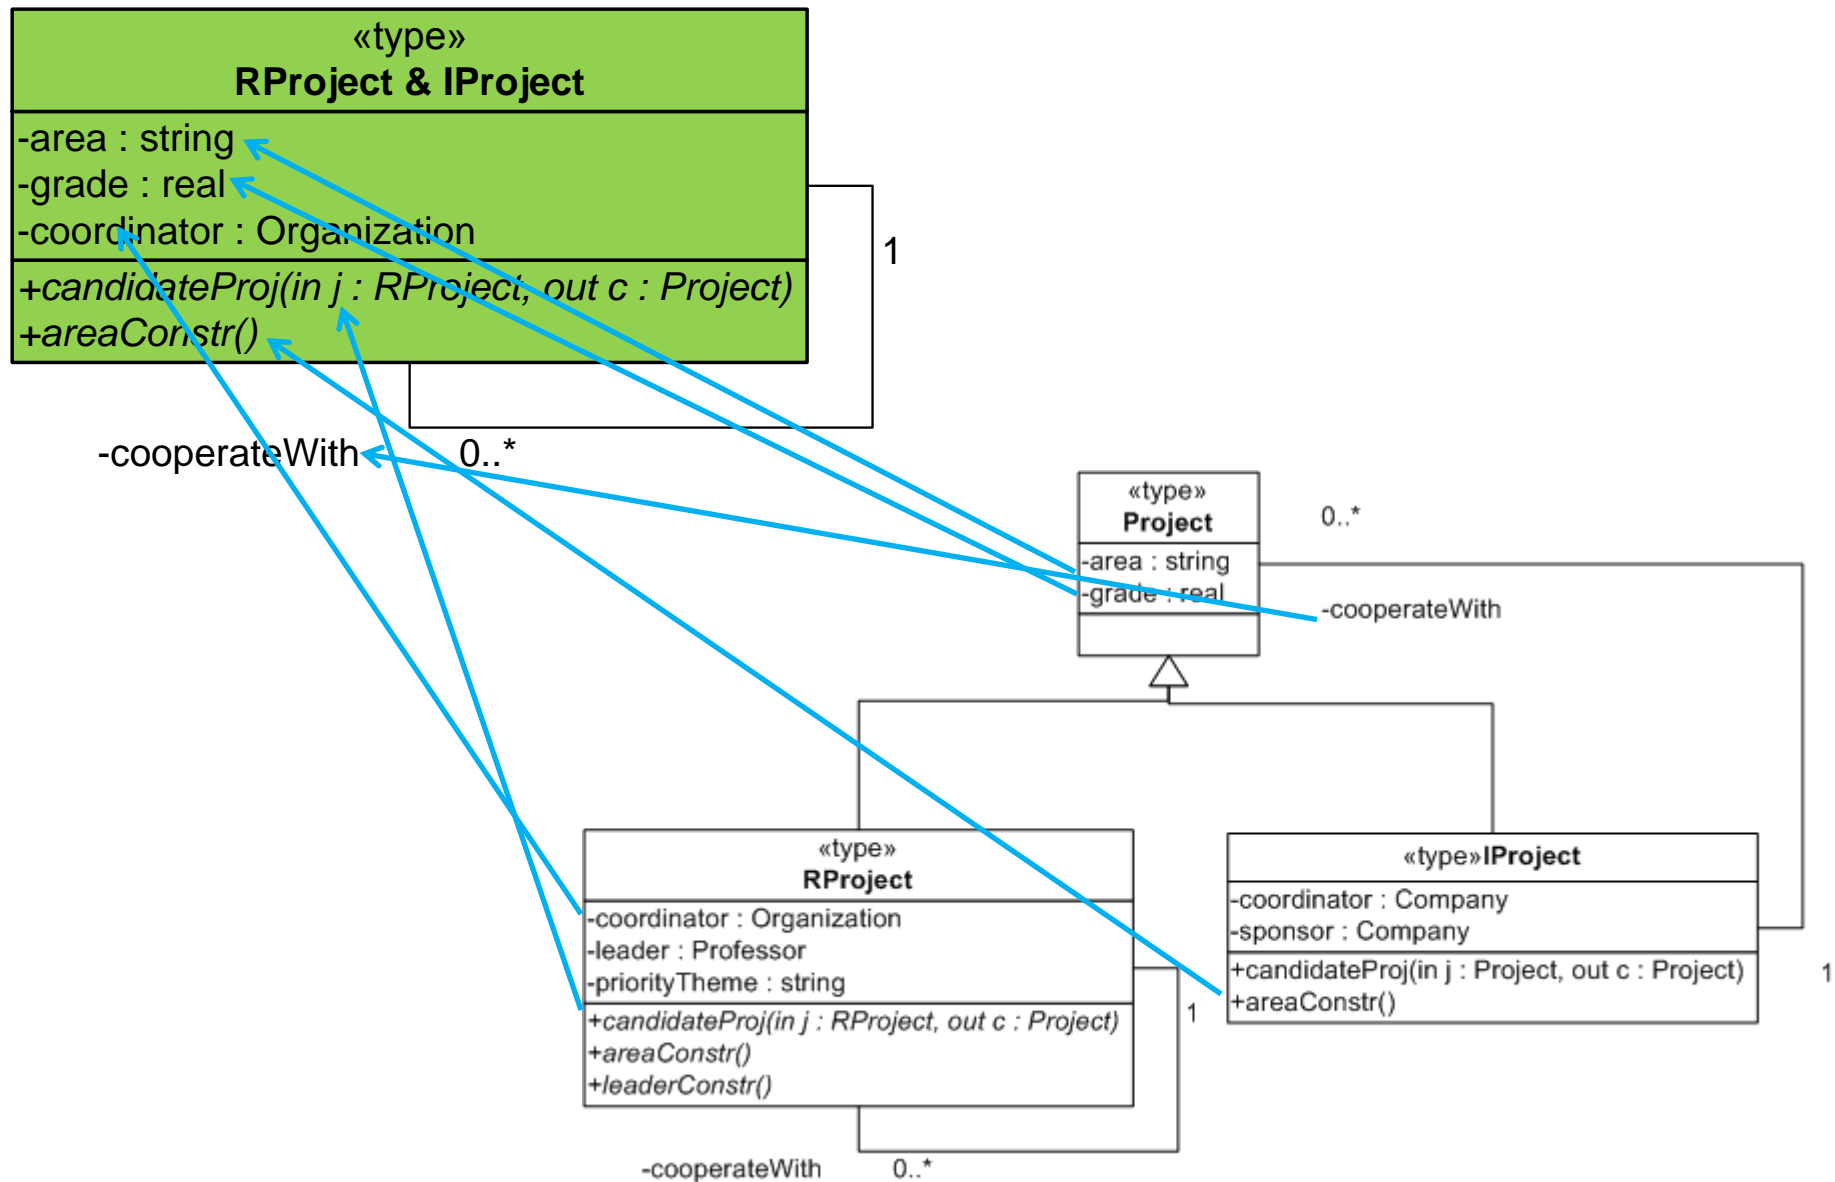 «type»
RProject & IProject
-area : string
-grade : real
-coordinator : Organization
+candidateProj(in j : RProject, out c : Project)
+areaConstr()
1
-cooperateWith
0..*
«type»
Project
-area : string
-grade : real
0..*
-cooperateWith
«type»
RProject
-coordinator : Organization
-leader : Professor
-priorityTheme : string
+candidateProj(in j : RProject, out c : Project)
+areaConstr()
+leaderConstr()
1
-cooperateWith
0..*
«type»IProject
-coordinator : Company
-sponsor : Company
+candidateProj(in j : Project, out c : Project)
+areaConstr()
1